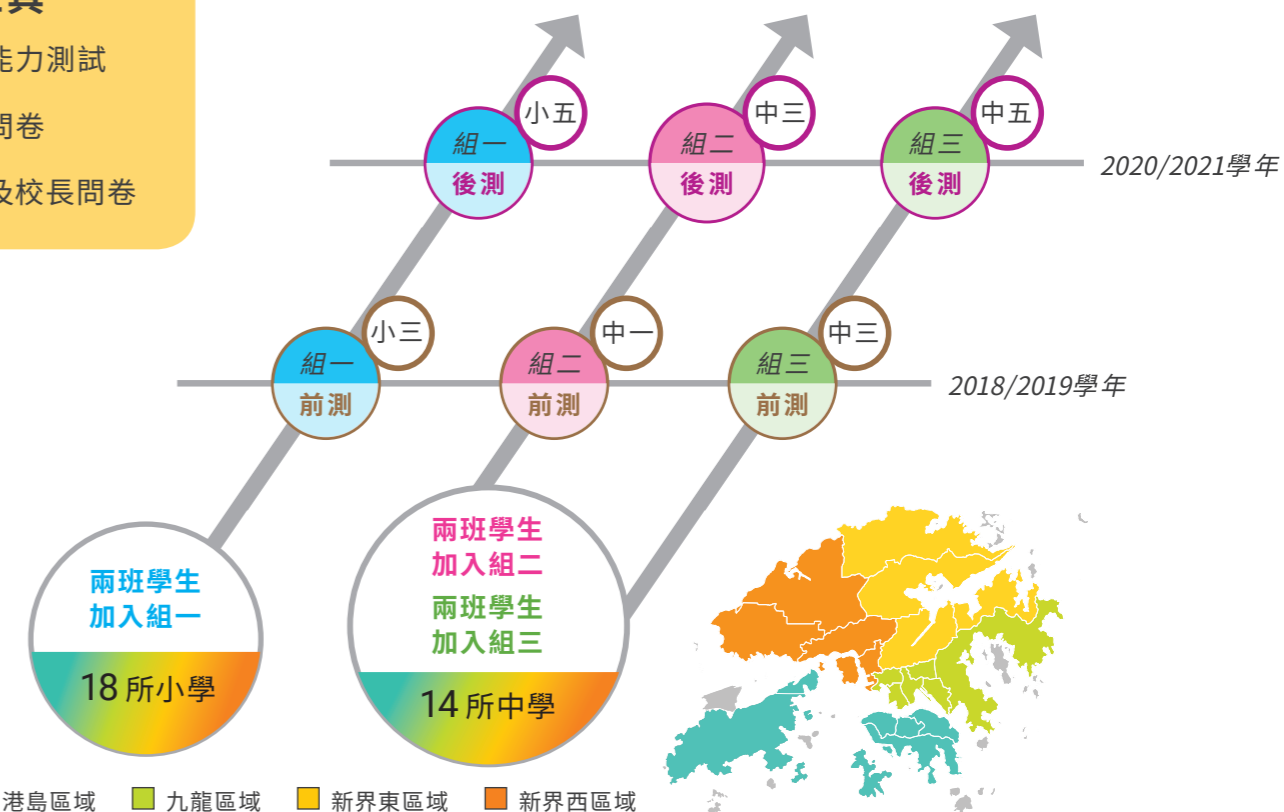 能力測試
問卷
及校長問卷
小五
中三
中五
組一
後測
組二
後測
組三
後測
2020/2021學年
小三
中一
中三
組一
前測
組二
前測
組三
前測
2018/2019學年
兩班學生
加入組一
18 所小學
兩班學生
加入組二
兩班學生
加入組三
14 所中學
港島區域
九龍區域
新界東區域
新界西區域